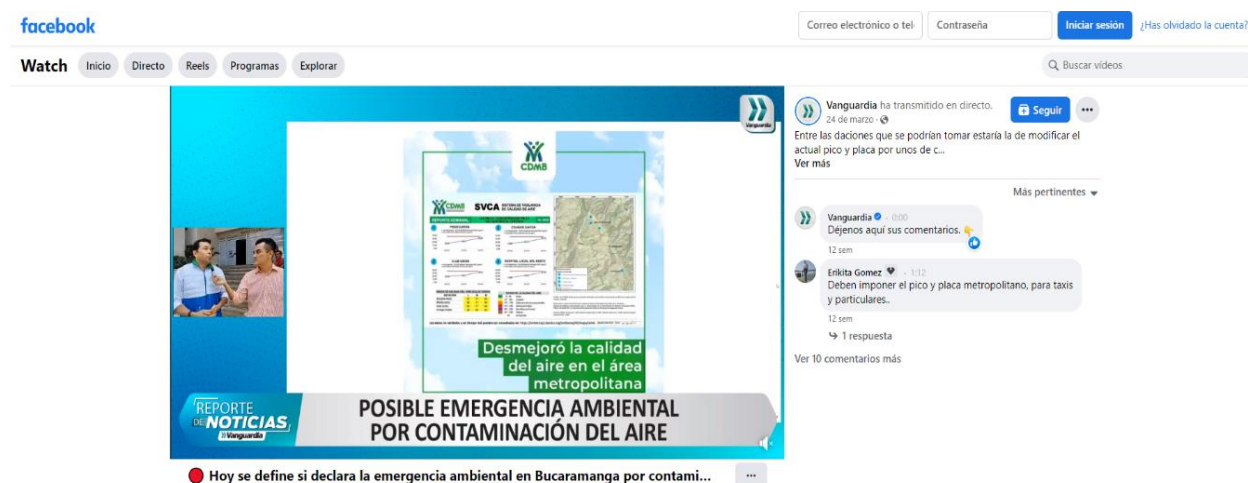 facebook
Correo electrónico o tel
Contraseña
Iniciar sesión
¿Has olvidado la cuenta?
Watch
Inicio
Directo
Reels
Programas
Explorar
Buscar vídeos
Vanguardia
CDMB
CDMB
SVCA
Desmejoró la calidad
del aire en el área
metropolitana
REPORTE
DE NOTICIAS
Vanguardia
POSIBLE EMERGENCIA AMBIENTAL
POR CONTAMINACIÓN DEL AIRE
Hoy se define si declara la emergencia ambiental en Bucaramanga por contami...
Vanguardia ha transmitido en directo.
24 de marzo
Seguir
Entre las daciones que se podrían tomar estaría la de modificar el
actual pico y placa por unos de c...
Ver más
Más pertinentes
Vanguardia · 0:00
Déjenos aquí sus comentarios.
12 sem
Erikita Gomez · 1:12
Deben imponer el pico y placa metropolitano, para taxis
y particulares..
12 sem
1 respuesta
Ver 10 comentarios más